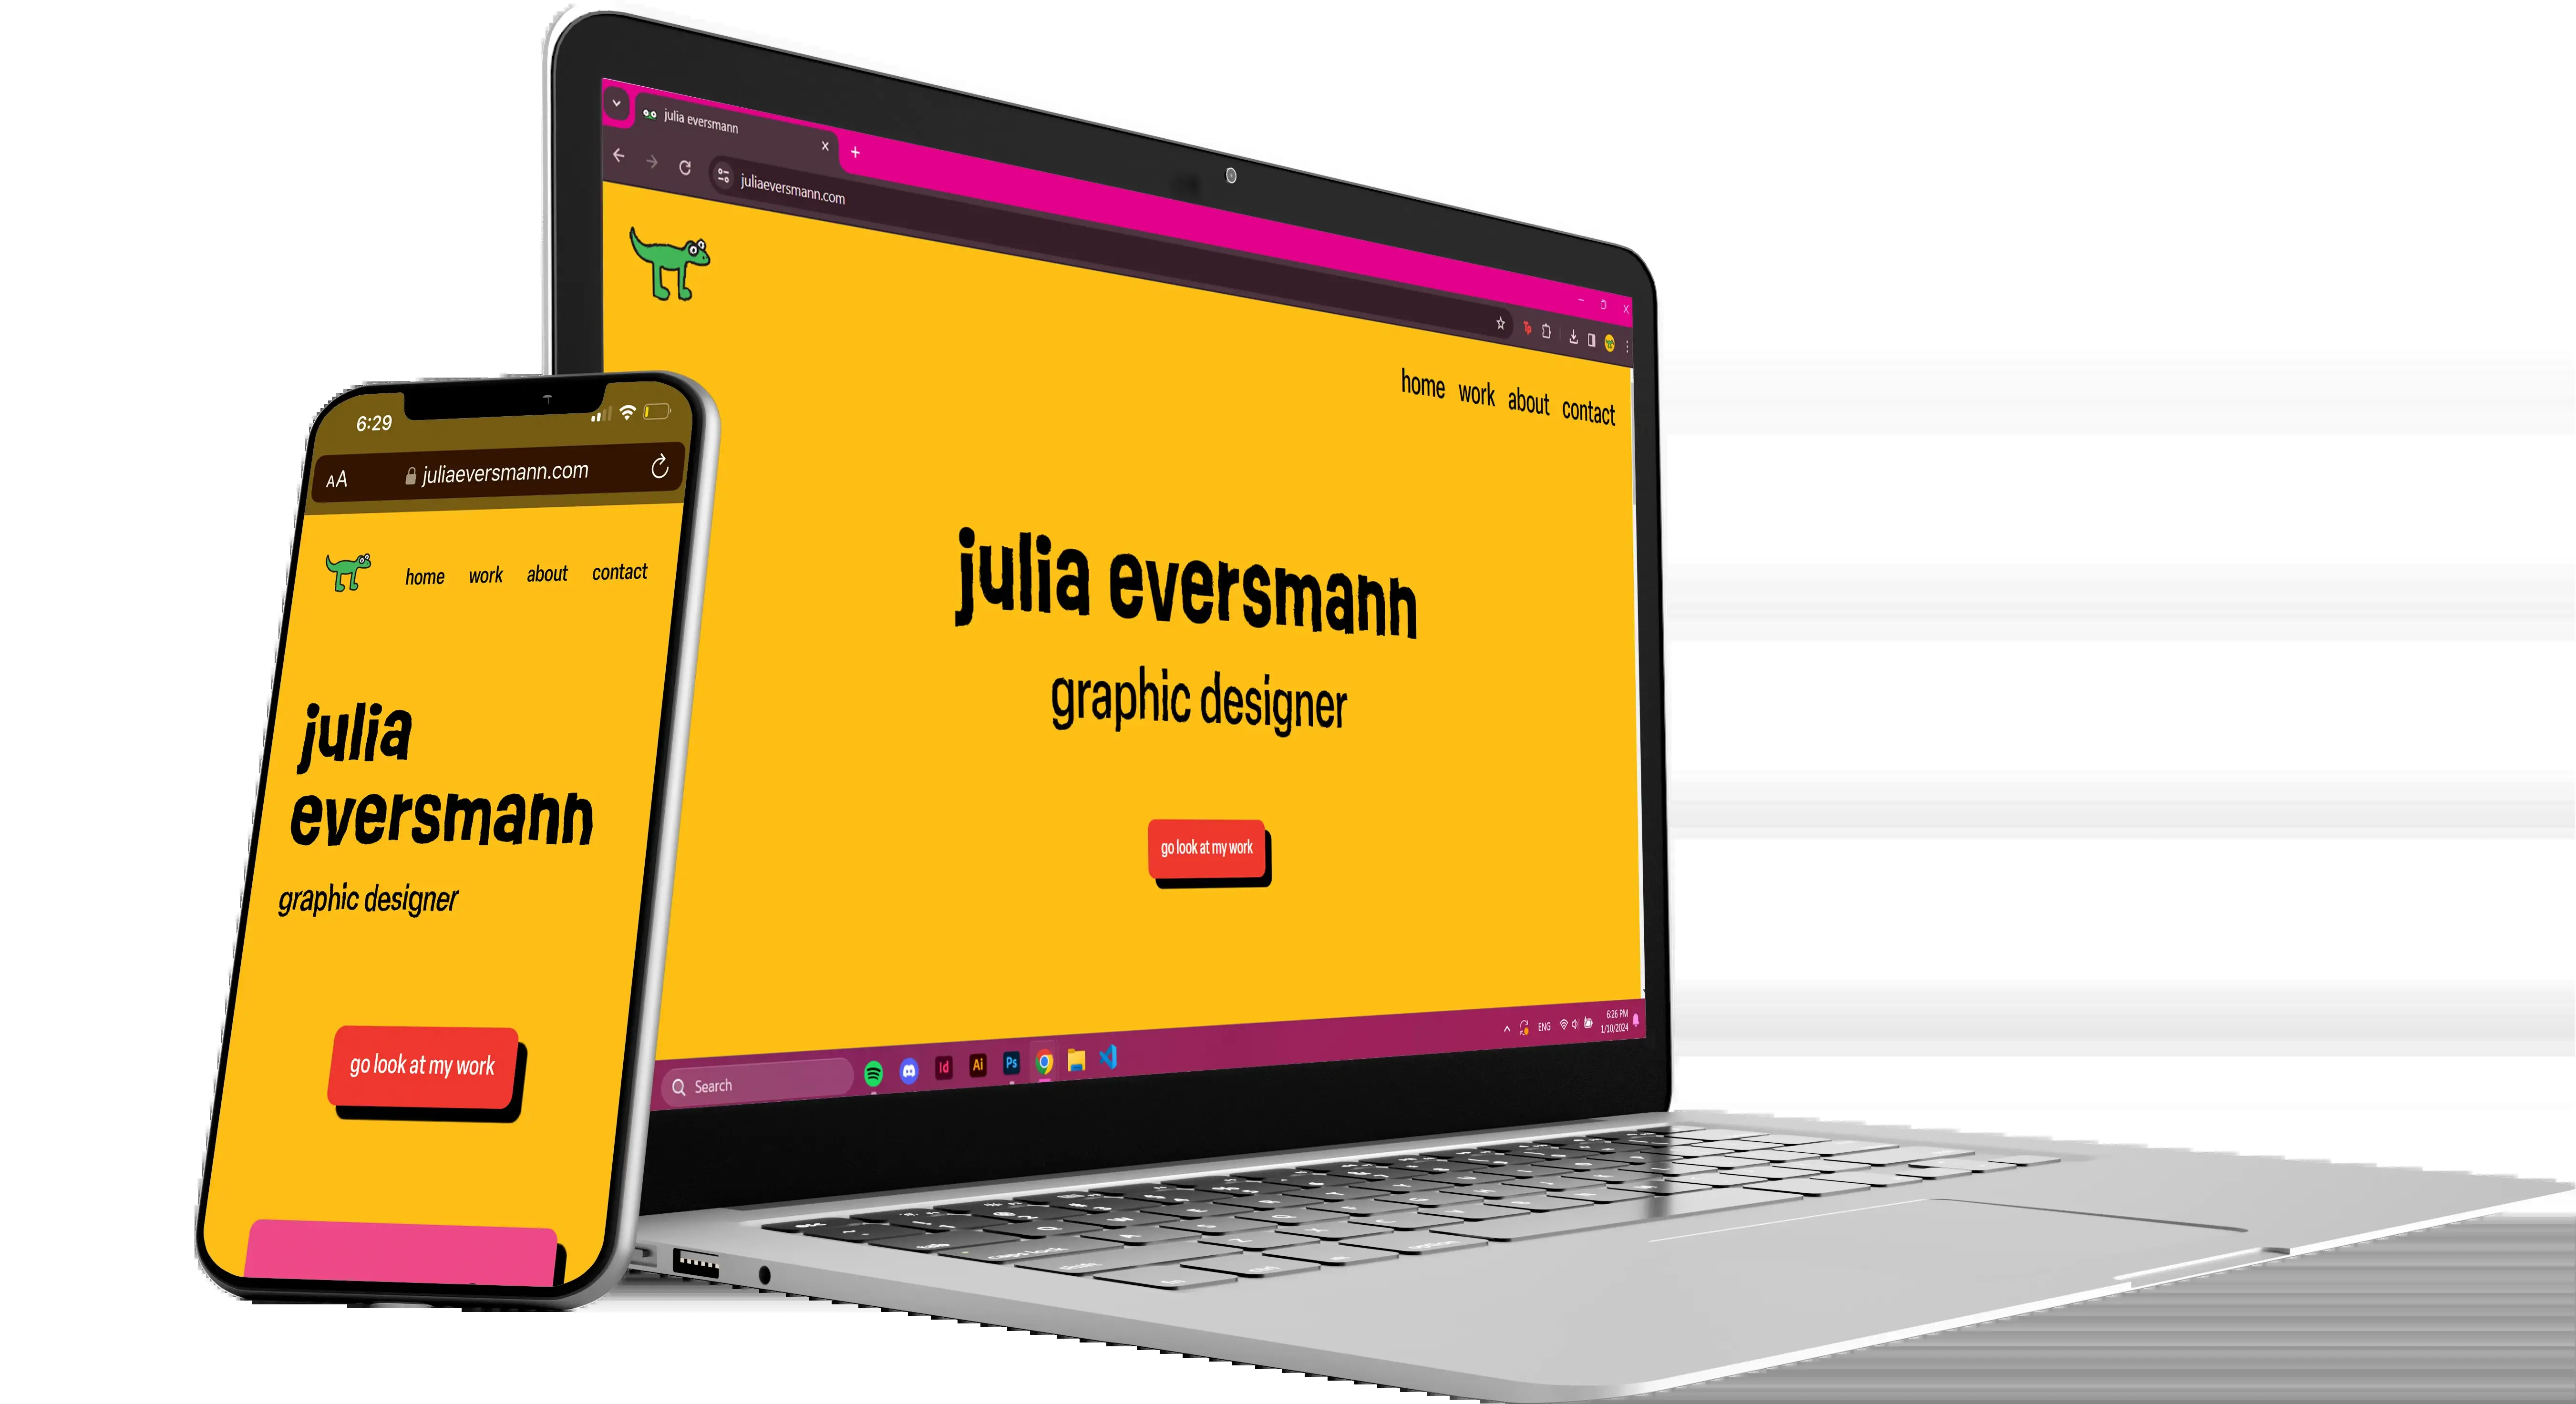 julia eversmann
juliaeversmann.com
home work about contact
julia eversmann
graphic designer
go look at my work
Search
Id Ai Ps
ENG
6:26 PM
1/10/2024
6:29
AA juliaeversmann.com
home work about contact
julia
eversmann
graphic designer
go look at my work